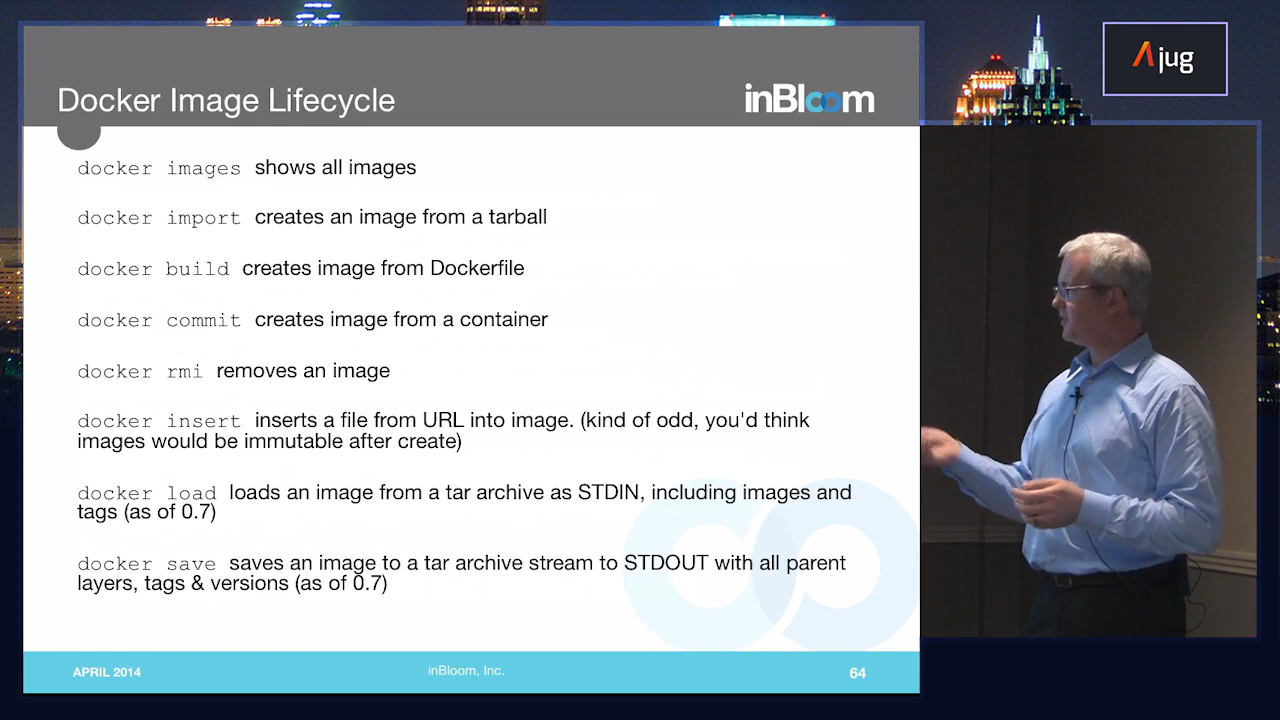 jug
Docker Image Lifecycle
inBloom
docker images shows all images
docker import creates an image from a tarball
docker build creates image from Dockerfile
docker commit creates image from a container
docker rmi removes an image
docker insert inserts a file from URL into image. (kind of odd, you'd think
images would be immutable after create)
docker load loads an image from a tar archive as STDIN, including images and
tags (as of 0.7)
docker save saves an image to a tar archive stream to STDOUT with all parent
layers, tags & versions (as of 0.7)
APRIL 2014
inBloom, Inc.
64